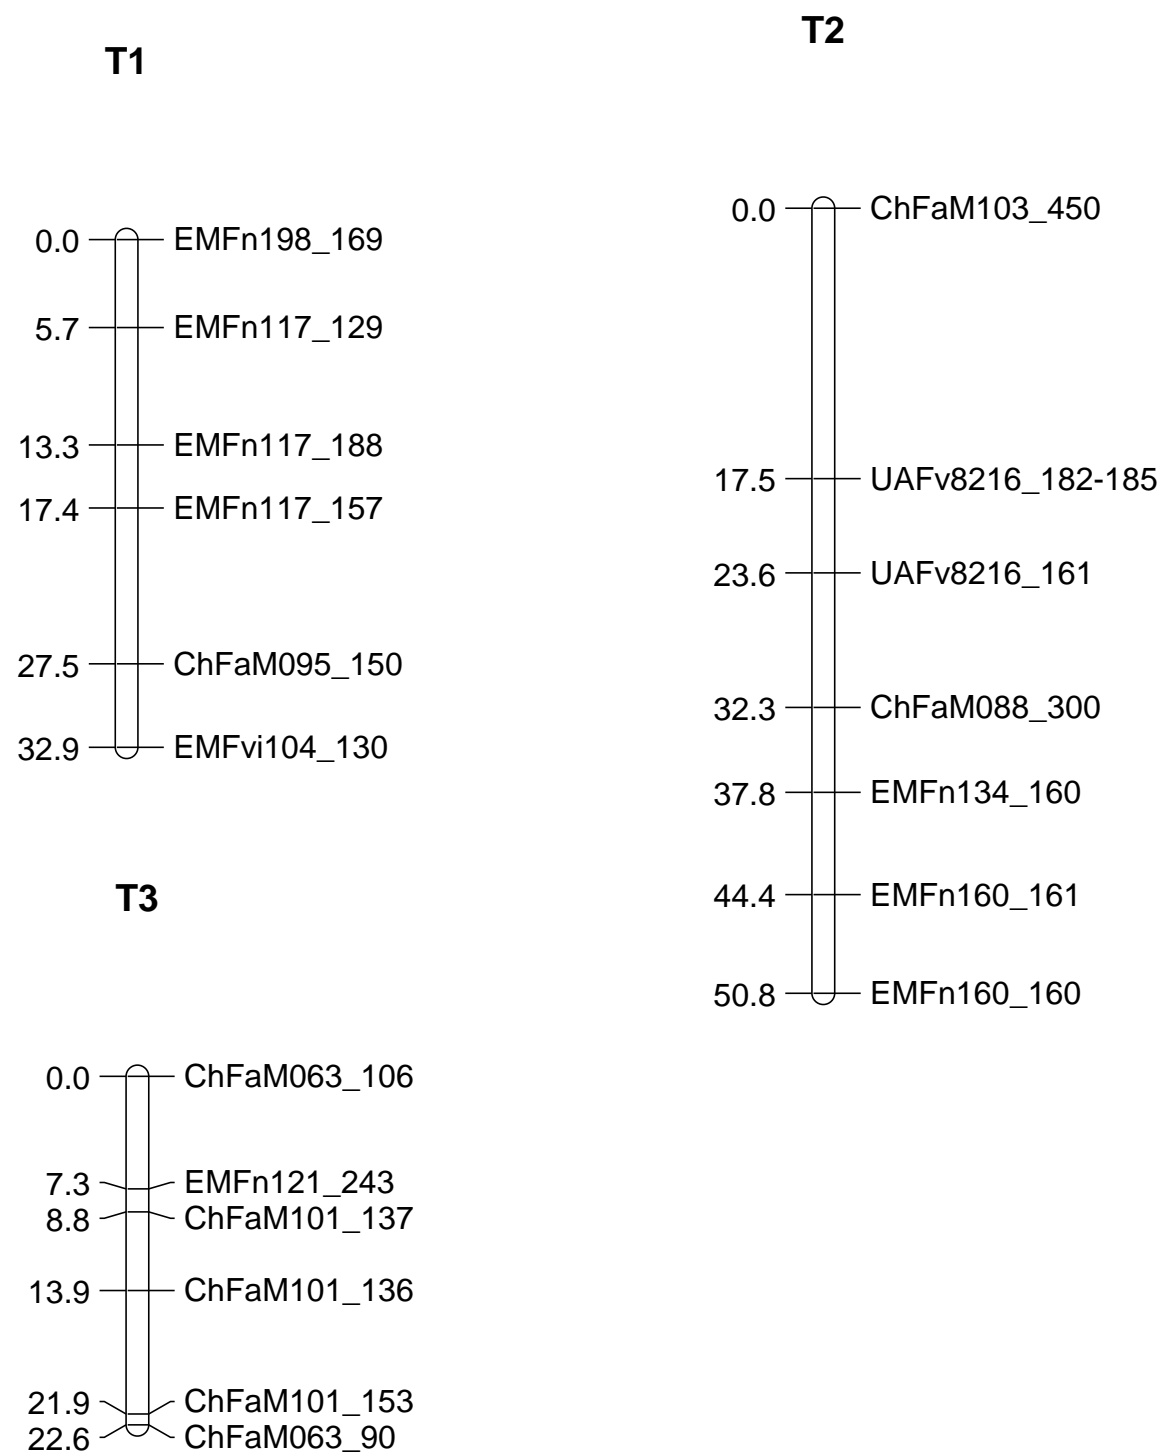 T1
0.0 EMFn198_169
5.7 EMFn117_129
13.3 EMFn117_188
17.4 EMFn117_157
27.5 ChFaM095_150
32.9 EMFvi104_130
T2
0.0 ChFaM103_450
17.5 UAFv8216_182-185
23.6 UAFv8216_161
32.3 ChFaM088_300
37.8 EMFn134_160
44.4 EMFn160_161
50.8 EMFn160_160
T3
0.0 ChFaM063_106
7.3 EMFn121_243
8.8 ChFaM101_137
13.9 ChFaM101_136
21.9 ChFaM101_153
22.6 ChFaM063_90